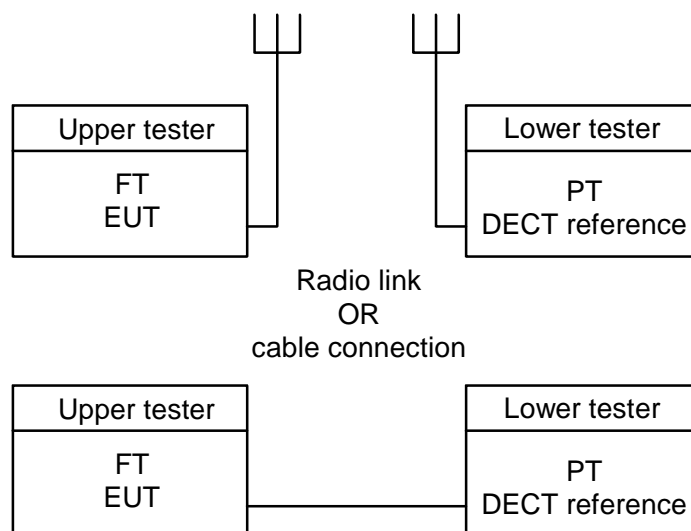 Upper tester
FT
EUT
Lower tester
PT
DECT reference
Radio link
OR
cable connection
Upper tester
FT
EUT
Lower tester
PT
DECT reference